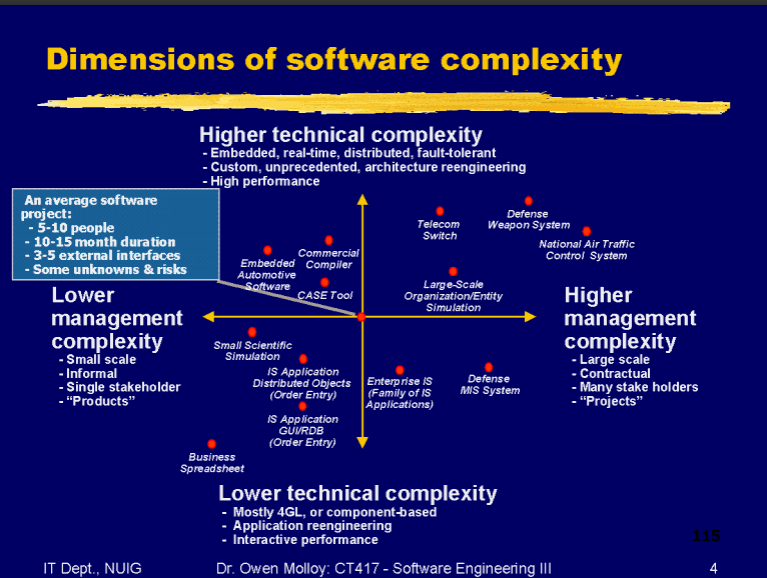 Dimensions of software complexity
Higher technical complexity
- Embedded, real-time, distributed, fault-tolerant
- Custom, unprecedented, architecture reengineering
- High performance
An average software
project:
- 5-10 people
- 10-15 month duration
- 3-5 external interfaces
- Some unknowns & risks
Embedded
Automotive
Software
Commercial
Compiler
CASE Tool
Telecom
Switch
Defense
Weapon System
National Air Traffic
Control System
Large-Scale
Organization/Entity
Simulation
Lower
management
complexity
- Small scale
- Informal
- Single stakeholder
- “Products”
Higher
management
complexity
- Large scale
- Contractual
- Many stake holders
- “Projects”
Small Scientific
Simulation
IS Application
Distributed Objects
(Order Entry)
IS Application
GUI/RDB
(Order Entry)
Business
Spreadsheet
Enterprise IS
(Family of IS
Applications)
Defense
MIS System
Lower technical complexity
- Mostly 4GL, or component-based
- Application reengineering
- Interactive performance
115
IT Dept., NUIG
Dr. Owen Molloy: CT417 - Software Engineering III
4